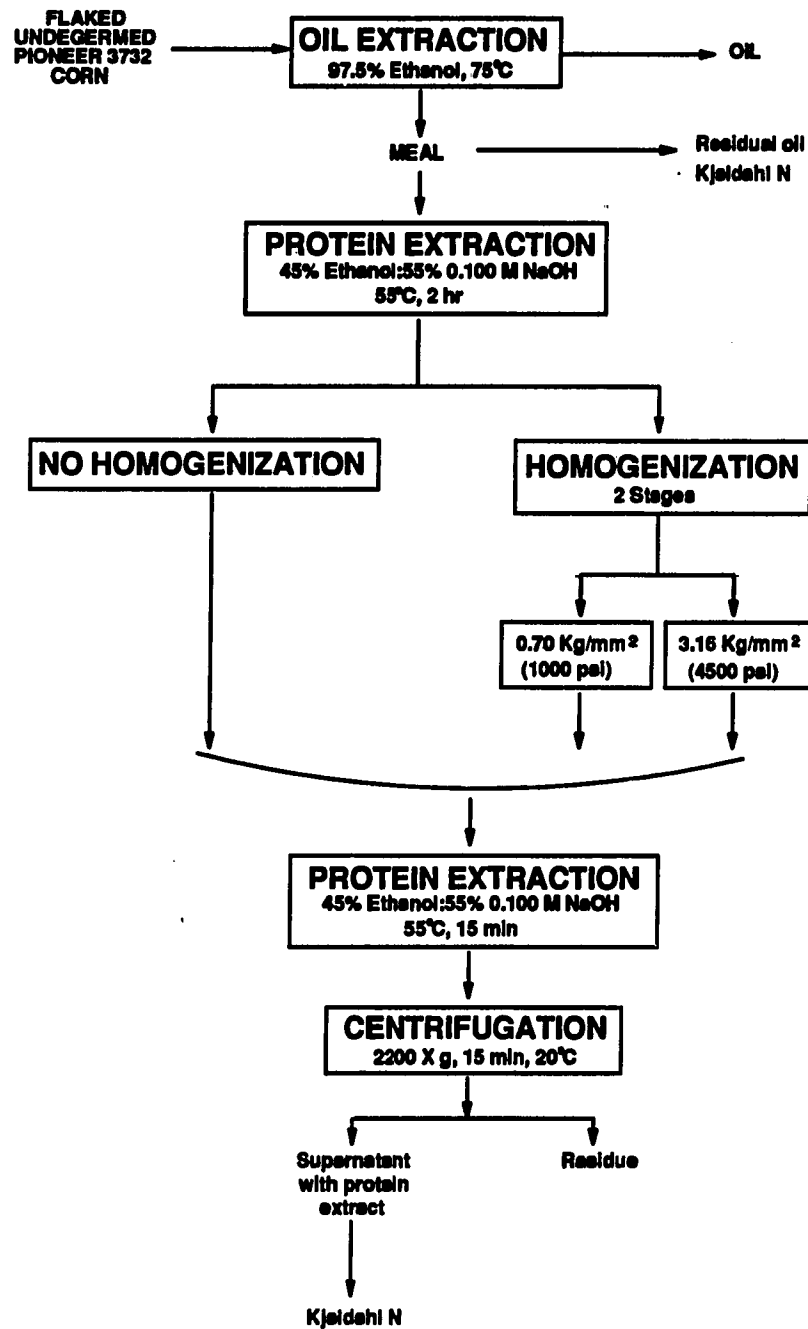 FLAKED
UNDEGERMED
PIONEER 3732
CORN
OIL EXTRACTION
97.5% Ethanol, 75°C
OIL
MEAL
Residual oil
Kjeldahl N
PROTEIN EXTRACTION
45% Ethanol:55% 0.100 M NaOH
55°C, 2 hr
NO HOMOGENIZATION
HOMOGENIZATION
2 Stages
0.70 Kg/mm²
(1000 psi)
3.16 Kg/mm²
(4500 psi)
PROTEIN EXTRACTION
45% Ethanol:55% 0.100 M NaOH
55°C, 15 min
CENTRIFUGATION
2200 X g, 15 min, 20°C
Supernatant
with protein
extract
Residue
Kjeldahl N